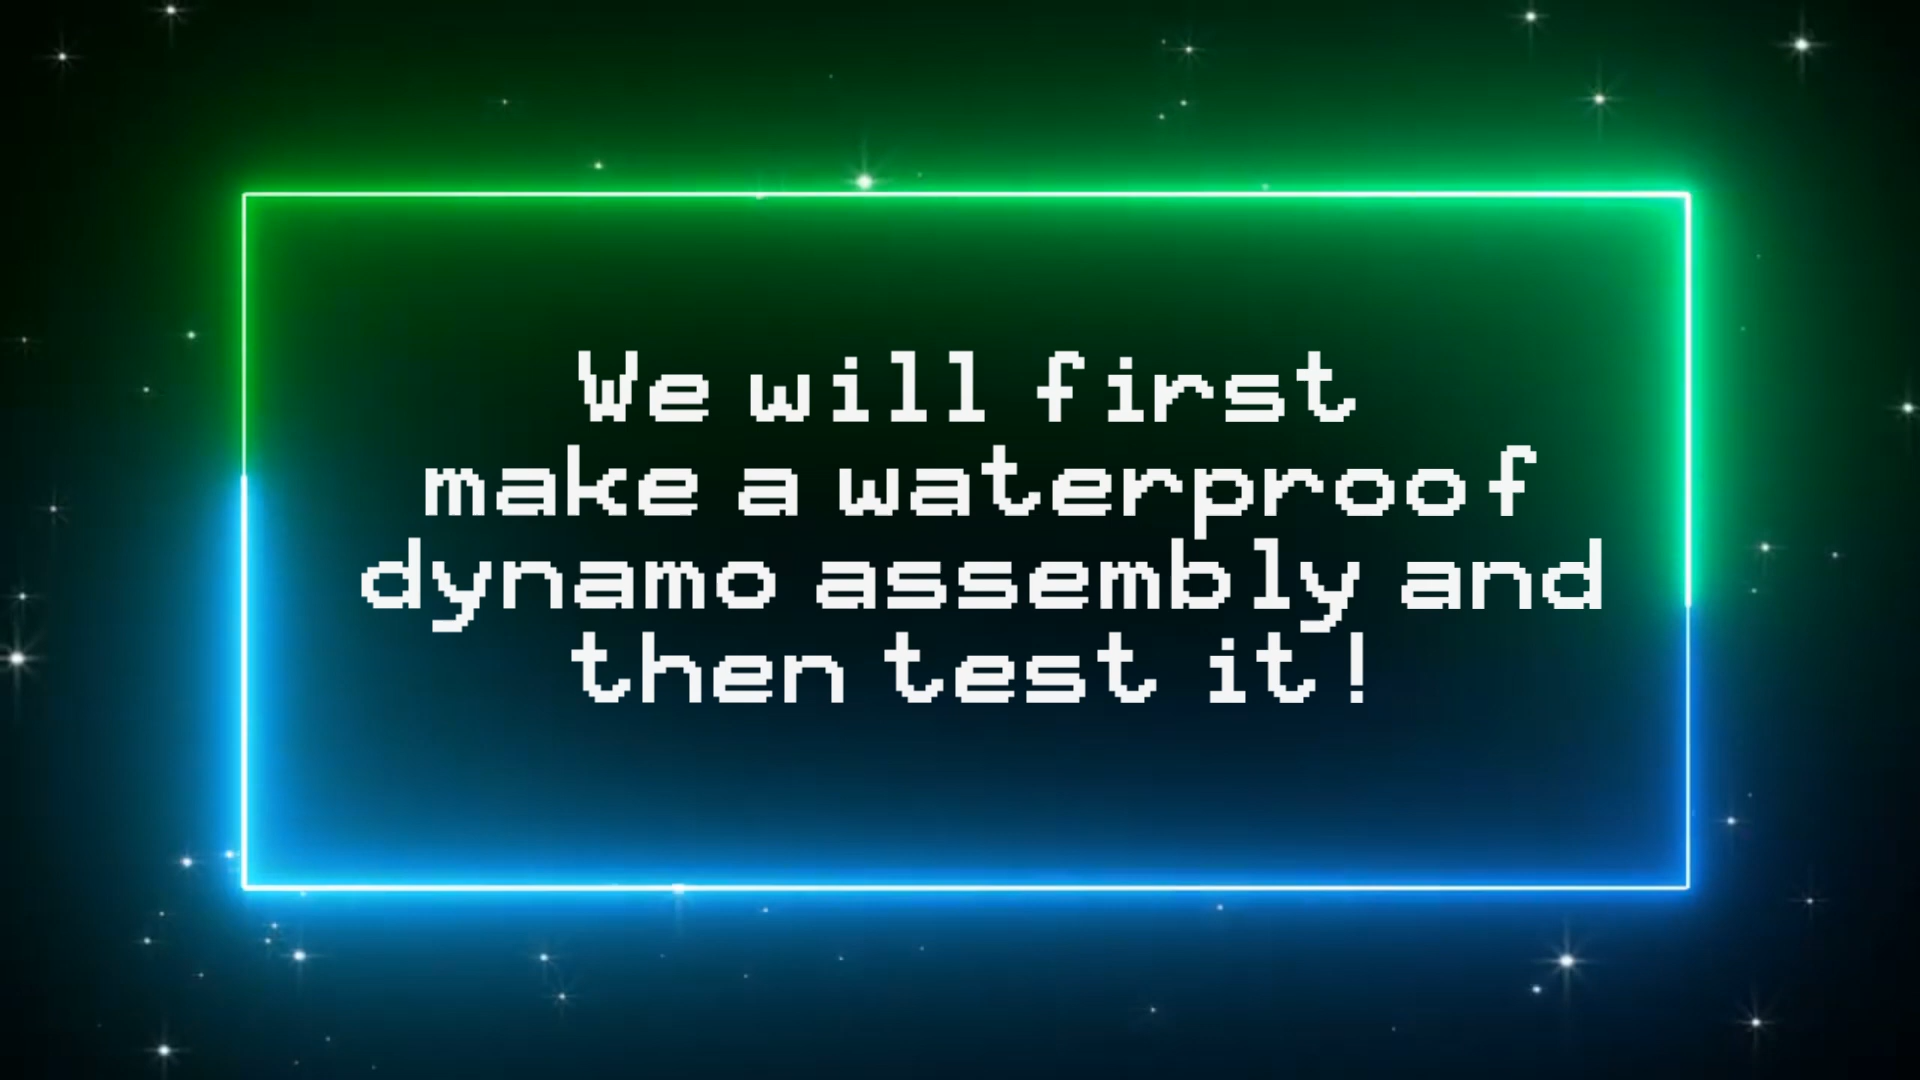 We will first
make a waterproof
dynamo assembly and
then test it!